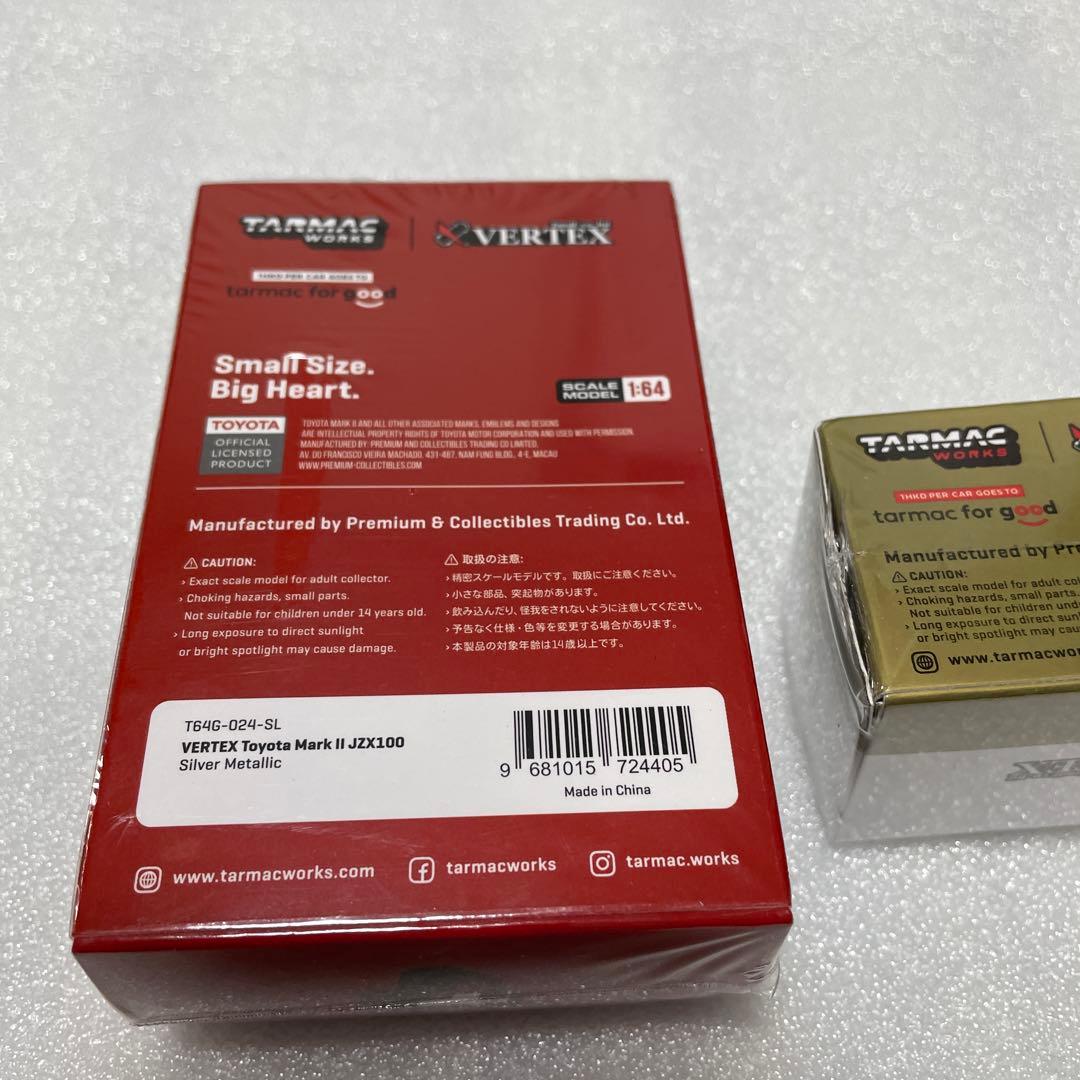 TARMAC
WORKS
VERTEX
1HKD PER CAR GOES TO
tarmac for good
Small Size.
Big Heart.
SCALE
MODEL 1:64
TOYOTA
OFFICIAL
LICENSED
PRODUCT
TOYOTA MARK II AND ALL OTHER ASSOCIATED MARKS, EMBLEMS AND DESIGNS
ARE INTELLECTUAL PROPERTY RIGHTS OF TOYOTA MOTOR CORPORATION AND USED WITH PERMISSION.
MANUFACTURED BY: PREMIUM AND COLLECTIBLES TRADING CO LIMITED.
AV. DO FRANCISCO VIEIRA MACHADO, 431-487, NAM FUNG BLDG., 4-E, MACAU
WWW.PREMIUM-COLLECTIBLES.COM
Manufactured by Premium & Collectibles Trading Co. Ltd.
⚠ CAUTION:
› Exact scale model for adult collector.
› Choking hazards, small parts.
Not suitable for children under 14 years old.
› Long exposure to direct sunlight
or bright spotlight may cause damage.
⚠ 取扱の注意:
› 精密スケールモデルです。取扱にご注意ください。
› 小さな部品、突起物があります。
› 飲み込んだり、怪我をされないように注意してください。
› 予告なく仕様・色等を変更する場合があります。
› 本製品の対象年齢は14歳以上です。
T64G-024-SL
VERTEX Toyota Mark II JZX100
Silver Metallic
9 681015 724405
Made in China
www.tarmacworks.com
tarmacworks
tarmac.works
TARMAC
WORKS
1HKD PER CAR GOES TO
tarmac for good
Manufactured by Pre
⚠ CAUTION:
› Exact scale model for adult coll
› Choking hazards, small parts.
Not suitable for children und
› Long exposure to direct sunl
or bright spotlight may cau
www.tarmacwor